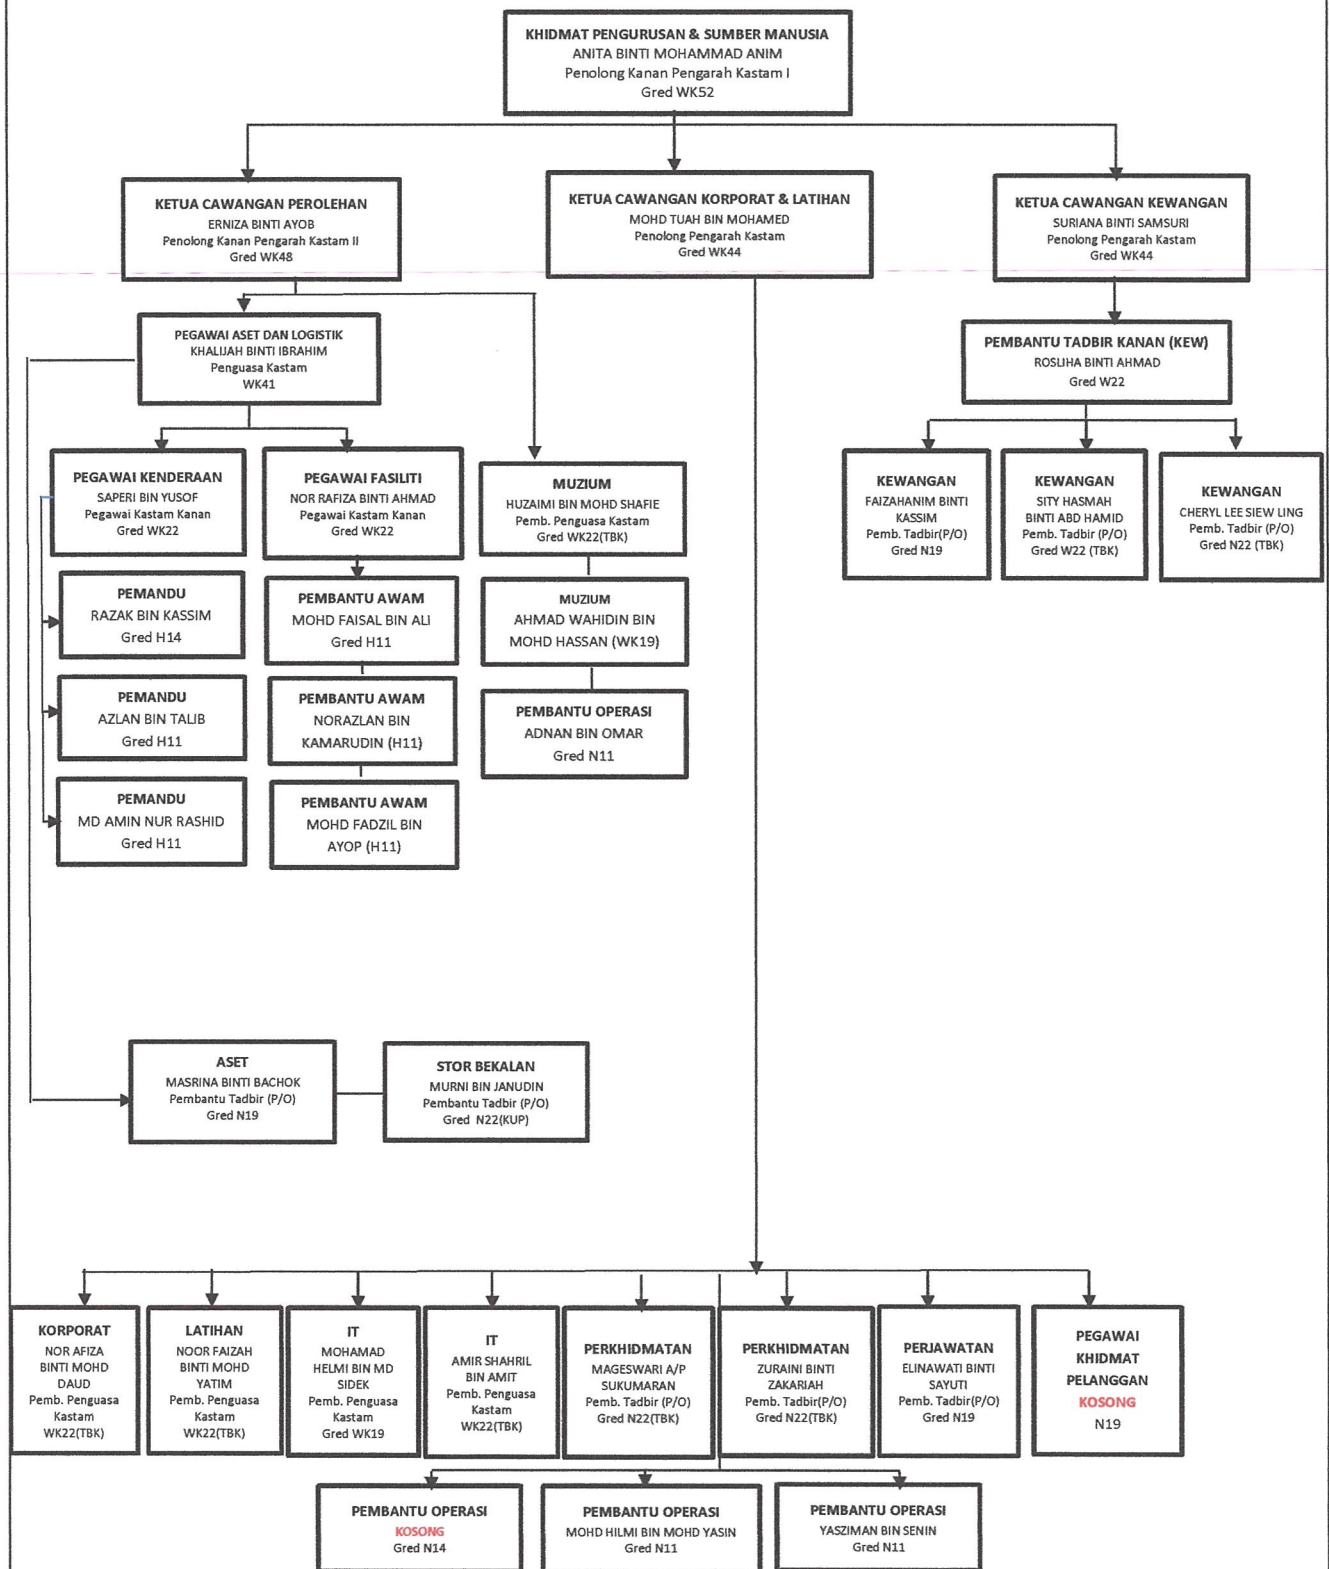 KHIDMAT PENGURUSAN & SUMBER MANUSIA
ANITA BINTI MOHAMMAD ANIM
Penolong Kanan Pengarah Kastam I
Gred WK52
KETUA CAWANGAN PEROLEHAN
ERNIZA BINTI AYOB
Penolong Kanan Pengarah Kastam II
Gred WK48
KETUA CAWANGAN KORPORAT & LATIHAN
MOHD TUAH BIN MOHAMED
Penolong Pengarah Kastam
Gred WK44
KETUA CAWANGAN KEWANGAN
SURIANA BINTI SAMSURI
Penolong Pengarah Kastam
Gred WK44
PEGAWAI ASET DAN LOGISTIK
KHALIJAH BINTI IBRAHIM
Penguasa Kastam
WK41
PEMBANTU TADBIR KANAN (KEW)
ROSLIHA BINTI AHMAD
Gred W22
PEGAWAI KENDERAAN
SAPERI BIN YUSOF
Pegawai Kastam Kanan
Gred WK22
PEGAWAI FASILITI
NOR RAFIZA BINTI AHMAD
Pegawai Kastam Kanan
Gred WK22
MUZIUM
HUZAIMI BIN MOHD SHAFIE
Pemb. Penguasa Kastam
Gred WK22(TBK)
KEWANGAN
FAIZAHANIM BINTI
KASSIM
Pemb. Tadbir(P/O)
Gred N19
KEWANGAN
SITY HASMAH
BINTI ABD HAMID
Pemb. Tadbir (P/O)
Gred W22 (TBK)
KEWANGAN
CHERYL LEE SIEW LING
Pemb. Tadbir (P/O)
Gred N22 (TBK)
PEMANDU
RAZAK BIN KASSIM
Gred H14
PEMBANTU AWAM
MOHD FAISAL BIN ALI
Gred H11
MUZIUM
AHMAD WAHIDIN BIN
MOHD HASSAN (WK19)
PEMANDU
AZLAN BIN TALIB
Gred H11
PEMBANTU AWAM
NORAZLAN BIN
KAMARUDIN (H11)
PEMBANTU OPERASI
ADNAN BIN OMAR
Gred N11
PEMANDU
MD AMIN NUR RASHID
Gred H11
PEMBANTU AWAM
MOHD FADZIL BIN
AYOP (H11)
ASET
MASRINA BINTI BACHOK
Pembantu Tadbir (P/O)
Gred N19
STOR BEKALAN
MURNI BIN JANUDIN
Pembantu Tadbir (P/O)
Gred N22(KUP)
KORPORAT
NOR AFIZA
BINTI MOHD
DAUD
Pemb. Penguasa
Kastam
WK22(TBK)
LATIHAN
NOOR FAIZAH
BINTI MOHD
YATIM
Pemb. Penguasa
Kastam
WK22(TBK)
IT
MOHAMAD
HELMI BIN MD
SIDEK
Pemb. Penguasa
Kastam
Gred WK19
IT
AMIR SHAHRIL
BIN AMIT
Pemb. Penguasa
Kastam
WK22(TBK)
PERKHIDMATAN
MAGESWARI A/P
SUKUMARAN
Pemb. Tadbir (P/O)
Gred N22(TBK)
PERKHIDMATAN
ZURAINI BINTI
ZAKARIAH
Pemb. Tadbir(P/O)
Gred N22(TBK)
PERJAWATAN
ELINAWATI BINTI
SAYUTI
Pemb. Tadbir(P/O)
Gred N19
PEGAWAI
KHIDMAT
PELANGGAN
KOSONG
N19
PEMBANTU OPERASI
KOSONG
Gred N14
PEMBANTU OPERASI
MOHD HILMI BIN MOHD YASIN
Gred N11
PEMBANTU OPERASI
YASZIMAN BIN SENIN
Gred N11